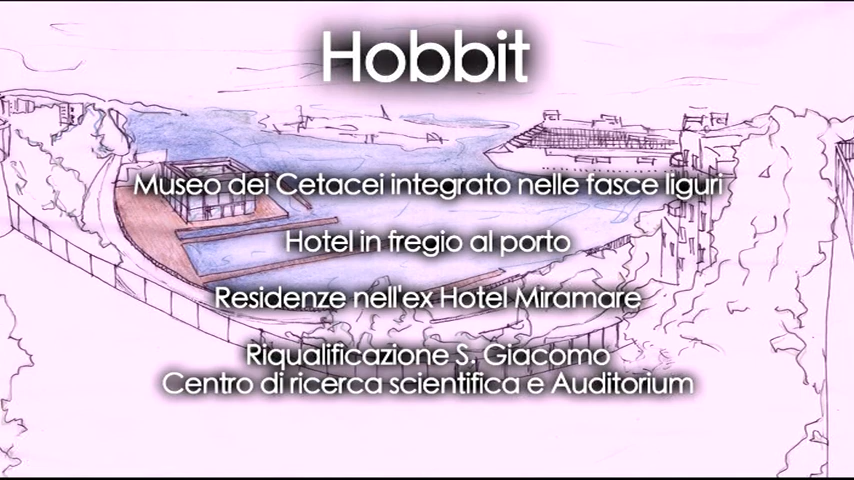 Hobbit
Museo dei Cetacei integrato nelle fasce liguri
Hotel in fregio al porto
Residenze nell'ex Hotel Miramare
Riqualificazione S. Giacomo
Centro di ricerca scientifica e Auditorium